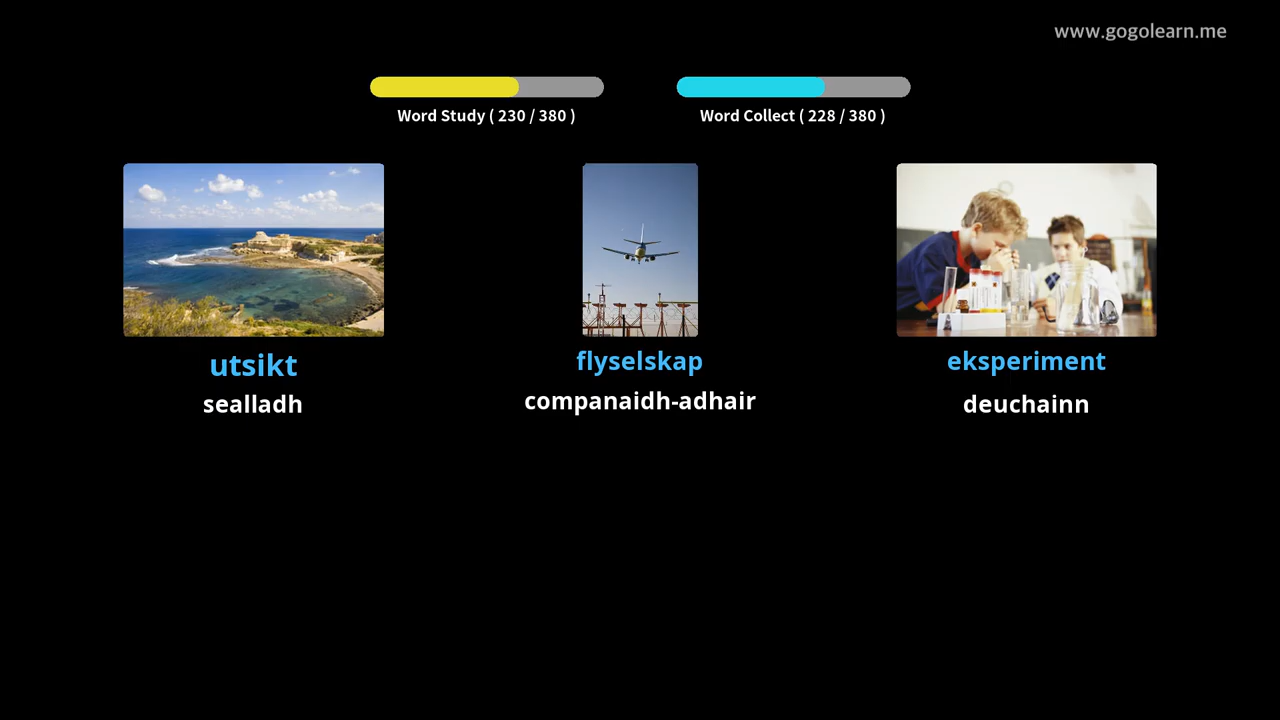 www.gogolearn.me
Word Study ( 230 / 380 )
Word Collect ( 228 / 380 )
utsikt
flyselskap
eksperiment
sealladh
companaidh-adhair
deuchainn